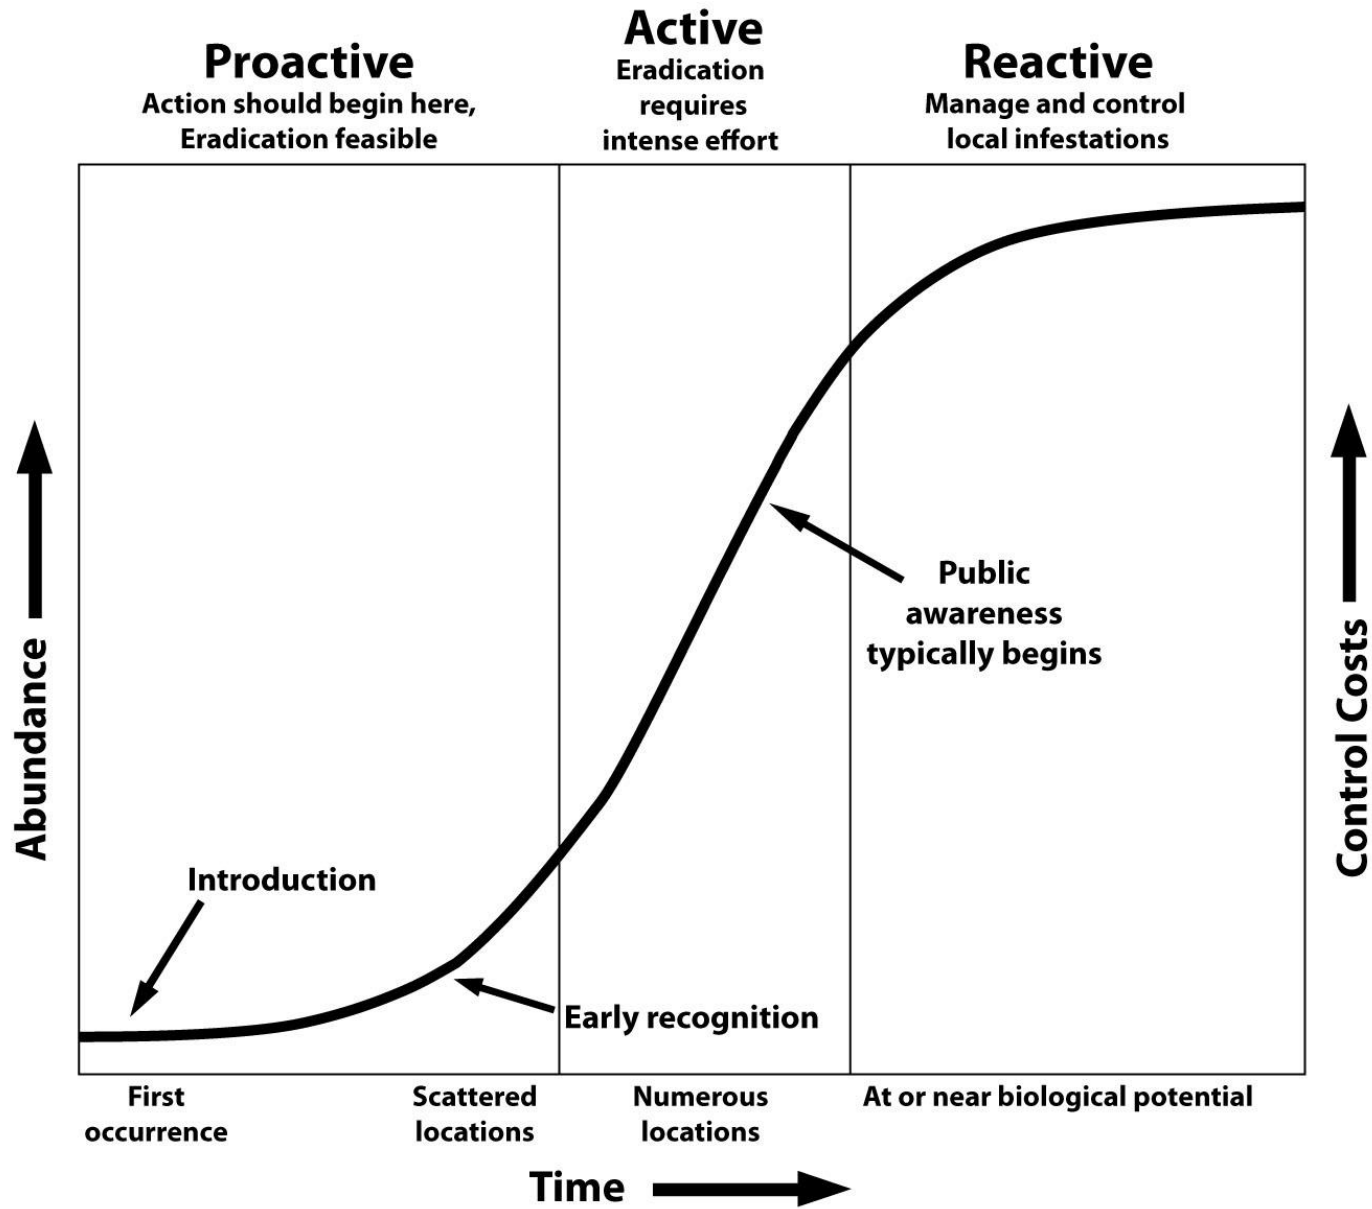 Proactive
Action should begin here,
Eradication feasible
Active
Eradication
requires
intense effort
Reactive
Manage and control
local infestations
Abundance
Control Costs
Introduction
Early recognition
Public
awareness
typically begins
First
occurrence
Scattered
locations
Numerous
locations
At or near biological potential
Time